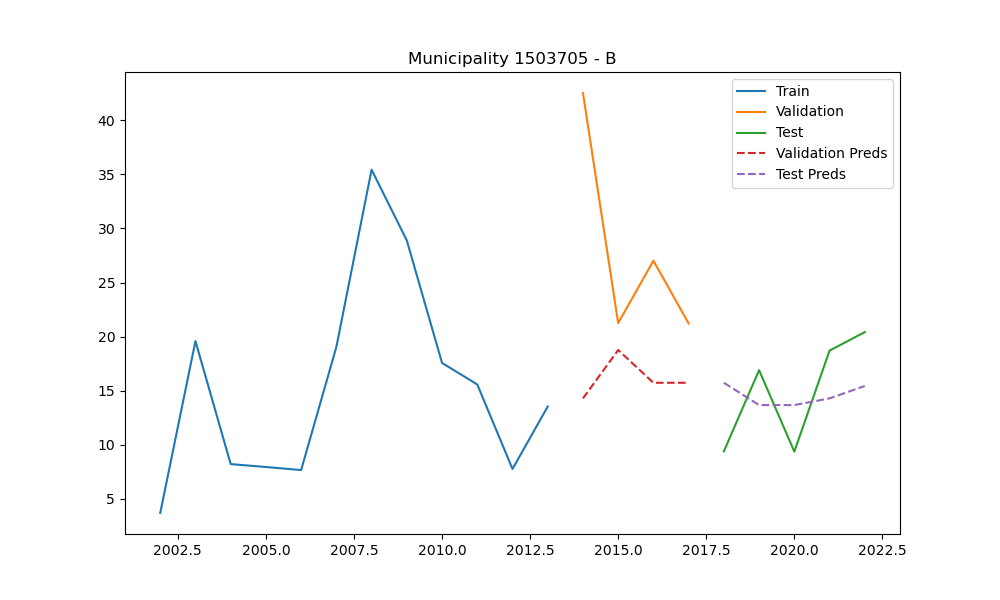 Municipality 1503705 - B
Train
Validation
Test
Validation Preds
Test Preds
40
35
30
25
20
15
10
5
2002.5 2005.0 2007.5 2010.0 2012.5 2015.0 2017.5 2020.0 2022.5